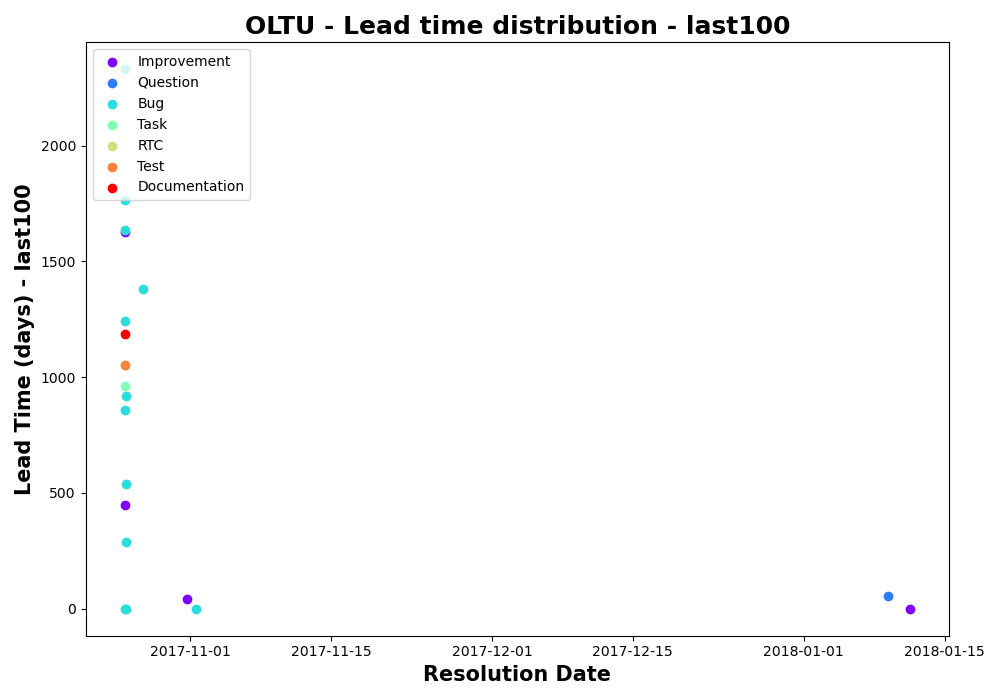 OLTU - Lead time distribution - last100
Improvement
Question
Bug
Task
RTC
Test
Documentation
Lead Time (days) - last100
2000
1500
1000
500
0
2017-11-01
2017-11-15
2017-12-01
2017-12-15
2018-01-01
2018-01-15
Resolution Date